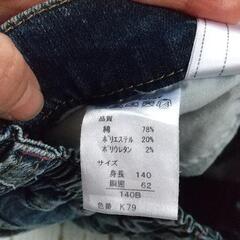 品質
綿 78%
ポリエステル 20%
ポリウレタン 2%
サイズ
身長 140
胴囲 62
140B
色番 K79